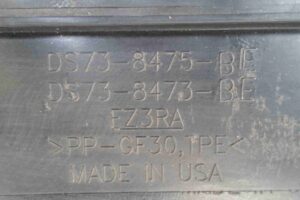 DS73-8475-BE
DS73-8473-BE
EZ3RA
>PP-GF30,TPE<
MADE IN USA